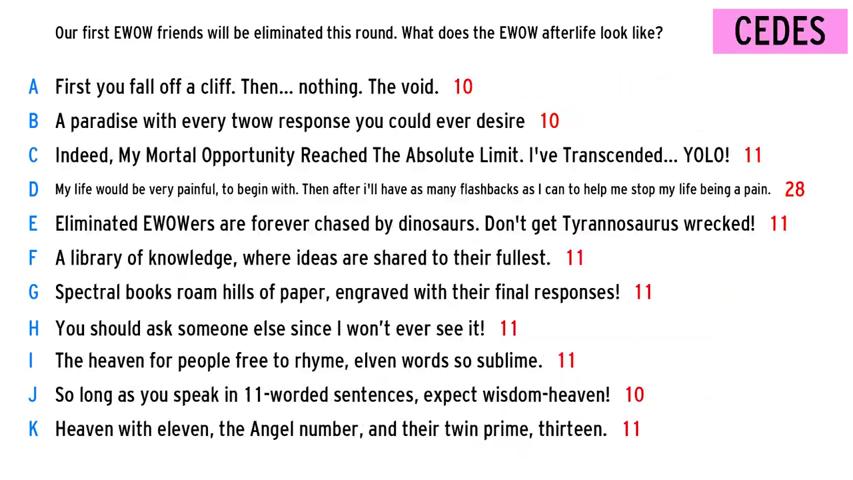 Our first EWOW friends will be eliminated this round. What does the EWOW afterlife look like?
CEDES
A First you fall off a cliff. Then... nothing. The void. 10
B A paradise with every twow response you could ever desire 10
C Indeed, My Mortal Opportunity Reached The Absolute Limit. I've Transcended... YOLO! 11
D My life would be very painful, to begin with. Then after i'll have as many flashbacks as I can to help me stop my life being a pain. 28
E Eliminated EWOWers are forever chased by dinosaurs. Don't get Tyrannosaurus wrecked! 11
F A library of knowledge, where ideas are shared to their fullest. 11
G Spectral books roam hills of paper, engraved with their final responses! 11
H You should ask someone else since I won’t ever see it! 11
I The heaven for people free to rhyme, elven words so sublime. 11
J So long as you speak in 11-worded sentences, expect wisdom-heaven! 10
K Heaven with eleven, the Angel number, and their twin prime, thirteen. 11